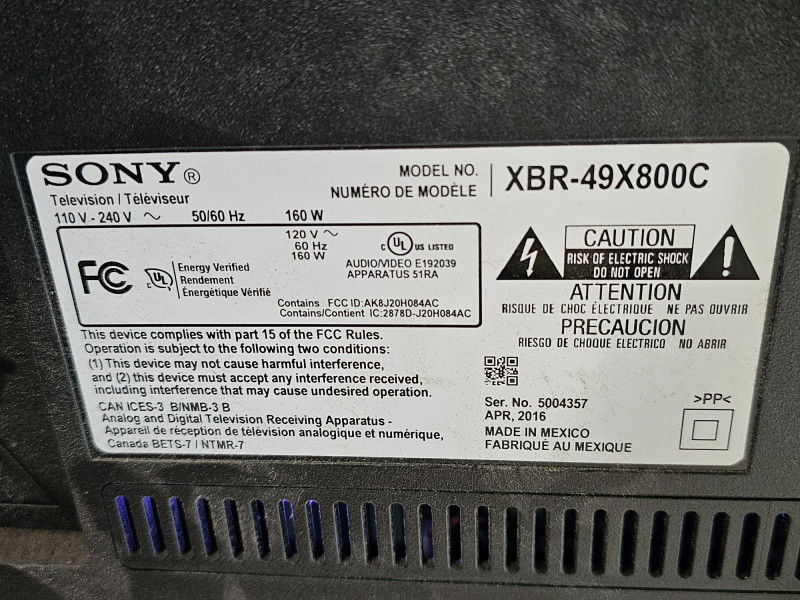 SONY®
Television / Téléviseur
110 V - 240 V ~ 50/60 Hz 160 W
MODEL NO.
NUMÉRO DE MODÈLE
XBR-49X800C
120 V ~
60 Hz
160 W
FC
C UL US LISTED
AUDIO/VIDEO E192039
APPARATUS 51RA
c UL
Energy Verified
Rendement
Énergétique Vérifié
Contains FCC ID:AK8J20H084AC
Contains/Contient IC:2878D-J20H084AC
This device complies with part 15 of the FCC Rules.
Operation is subject to the following two conditions:
(1) This device may not cause harmful interference,
and (2) this device must accept any interference received,
including interference that may cause undesired operation.
CAN ICES-3 B/NMB-3 B
Analog and Digital Television Receiving Apparatus -
Appareil de réception de télévision analogique et numérique,
Canada BETS-7 / NTMR-7
CAUTION
RISK OF ELECTRIC SHOCK
DO NOT OPEN
ATTENTION
RISQUE DE CHOC ÉLECTRIQUE NE PAS OUVRIR
PRECAUCION
RIESGO DE CHOQUE ELECTRICO NO ABRIR
Ser. No. 5004357
APR, 2016
MADE IN MEXICO
FABRIQUÉ AU MEXIQUE
>PP<